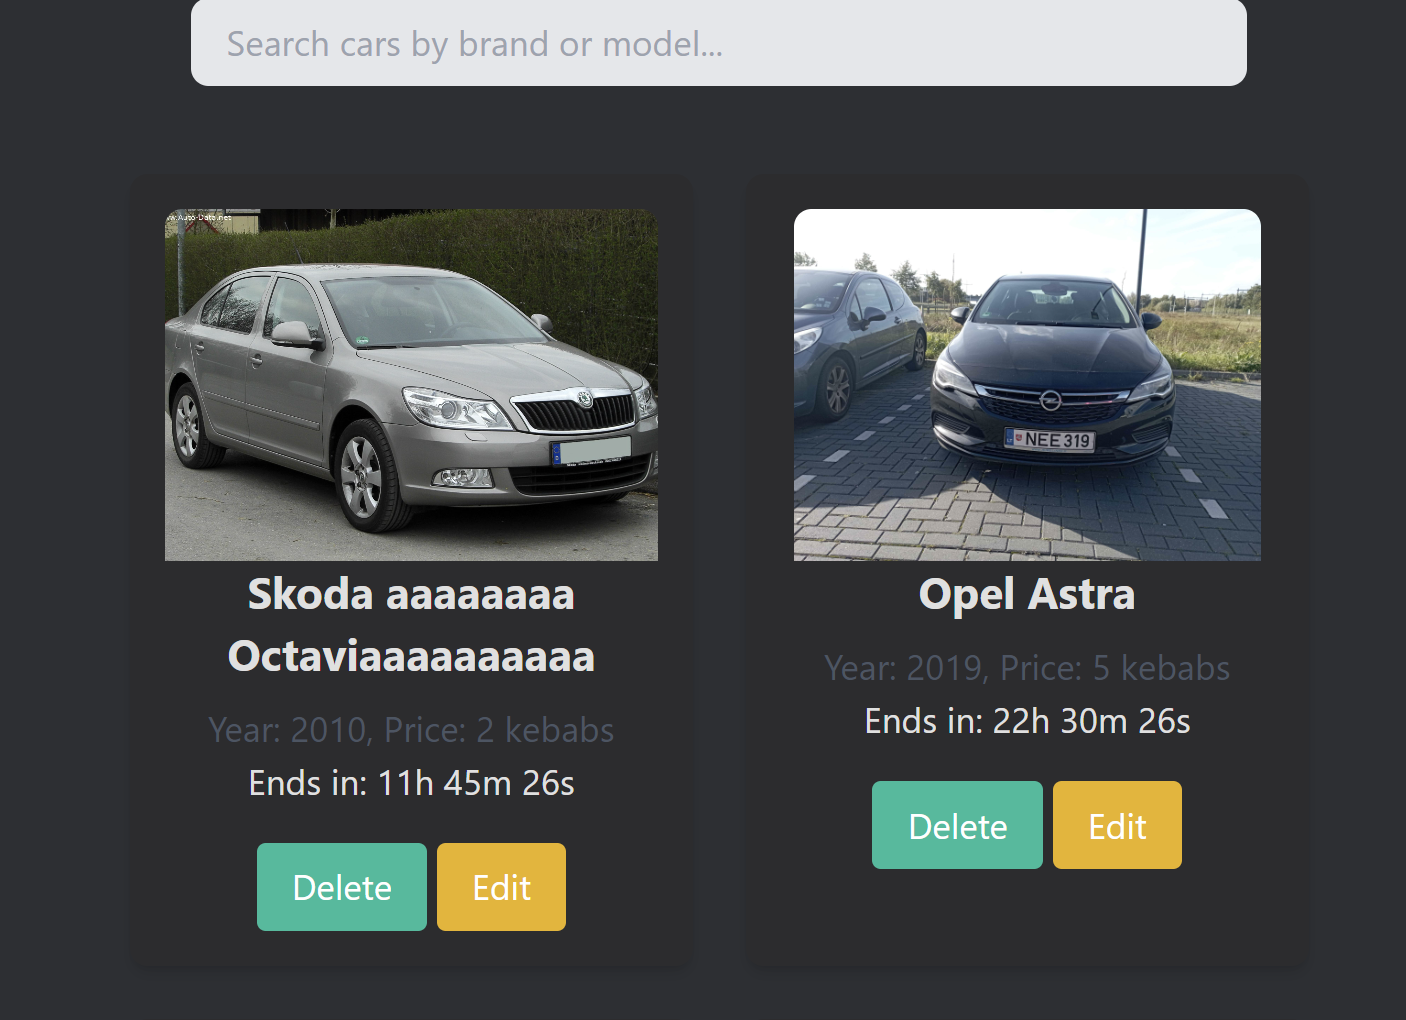 Search cars by brand or model...
w.Auto-Data.net
Skoda aaaaaaaa
Octaviaaaaaaaaaaa
Year: 2010, Price: 2 kebabs
Ends in: 11h 45m 26s
Delete Edit
NEE 319
Opel Astra
Year: 2019, Price: 5 kebabs
Ends in: 22h 30m 26s
Delete Edit